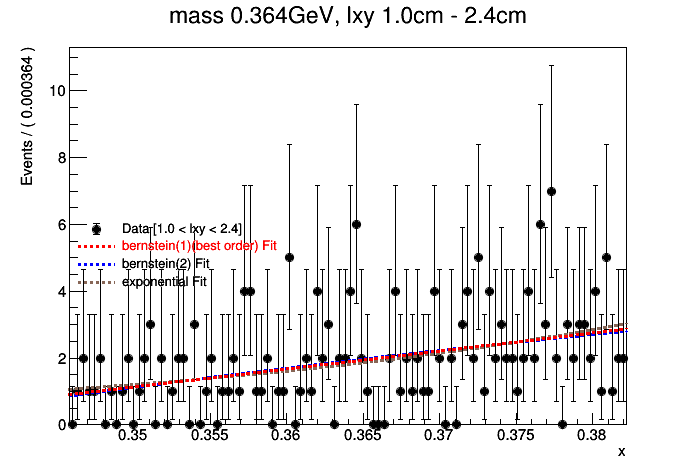 mass 0.364GeV, lxy 1.0cm - 2.4cm
Events / ( 0.000364 )
10
8
6
4
2
0
Data [1.0 < lxy < 2.4]
bernstein(1)(best order) Fit
bernstein(2) Fit
exponential Fit
0.35 0.355 0.36 0.365 0.37 0.375 0.38
x